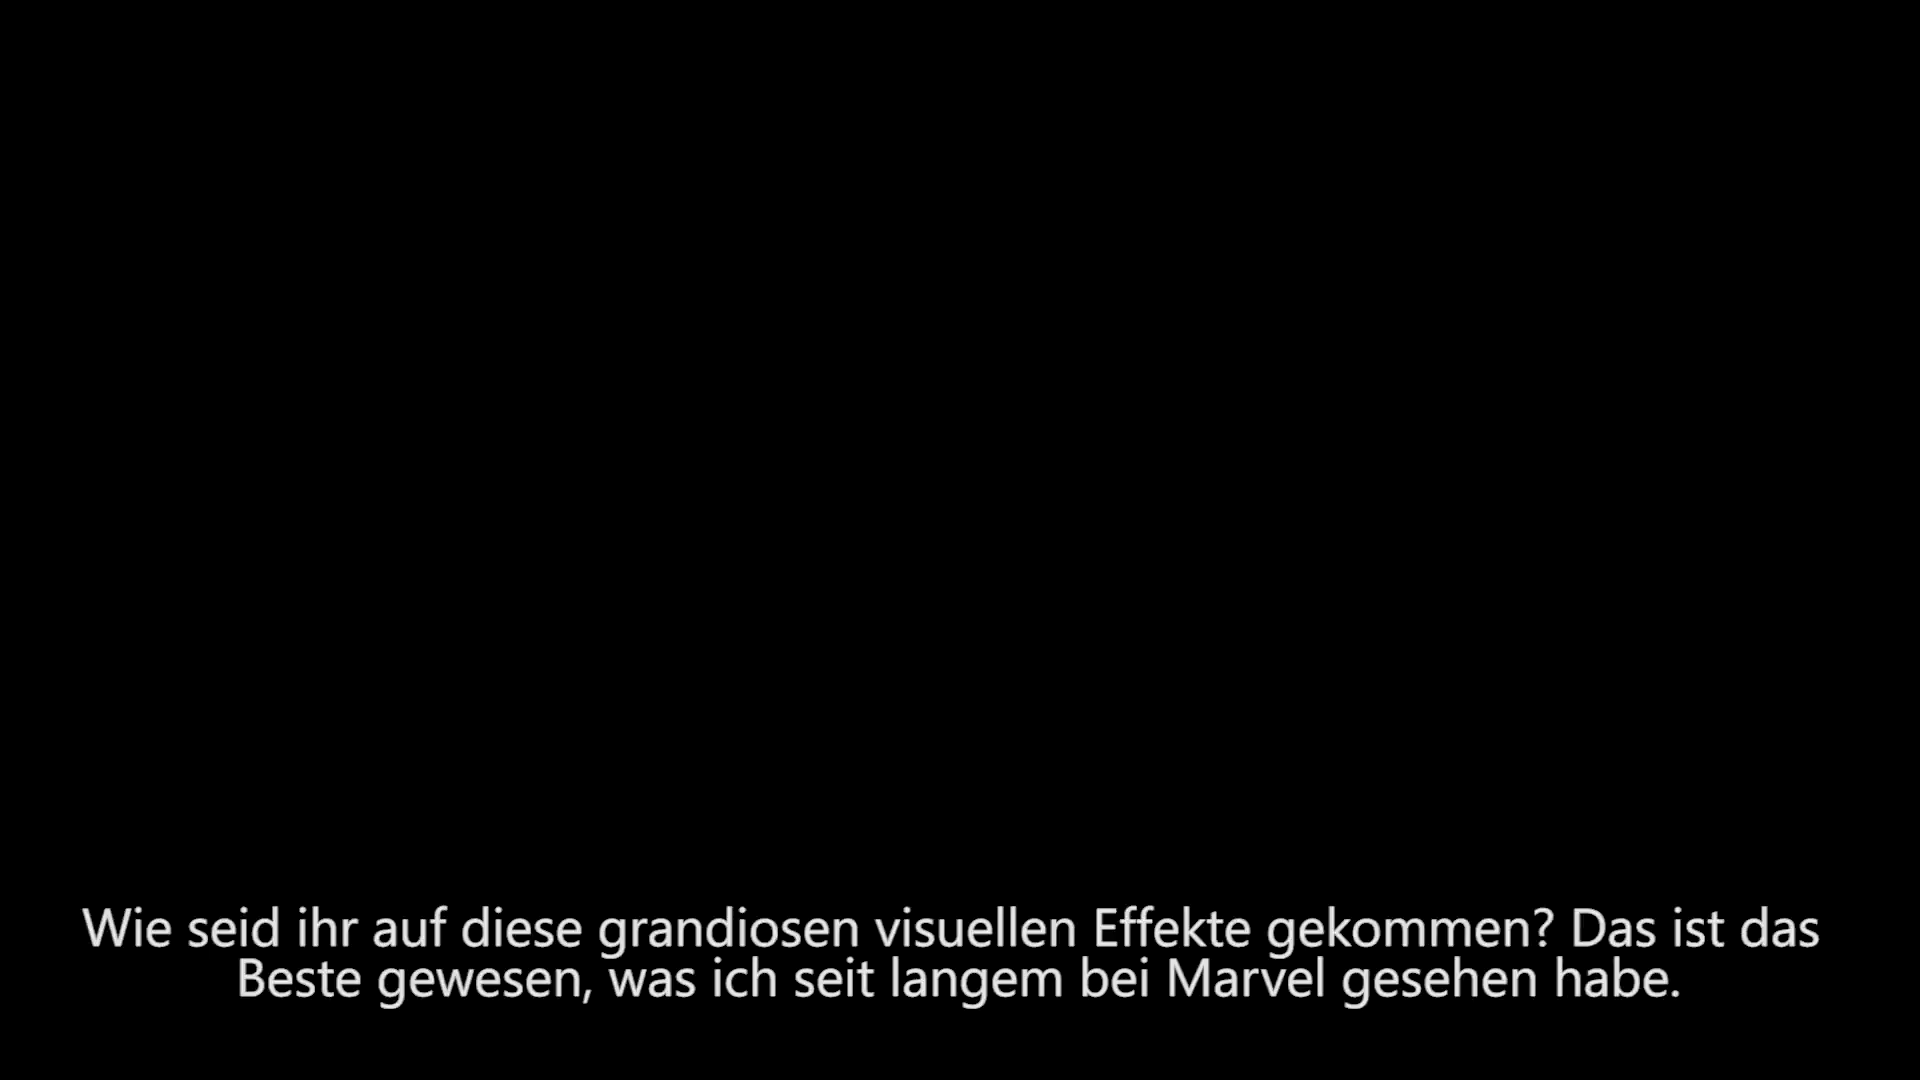 Wie seid ihr auf diese grandiosen visuellen Effekte gekommen? Das ist das
Beste gewesen, was ich seit langem bei Marvel gesehen habe.